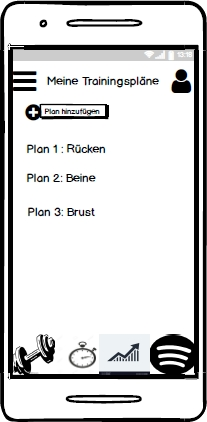 Meine Trainingspläne
Plan hinzufügen
Plan 1: Rücken
Plan 2: Beine
Plan 3: Brust